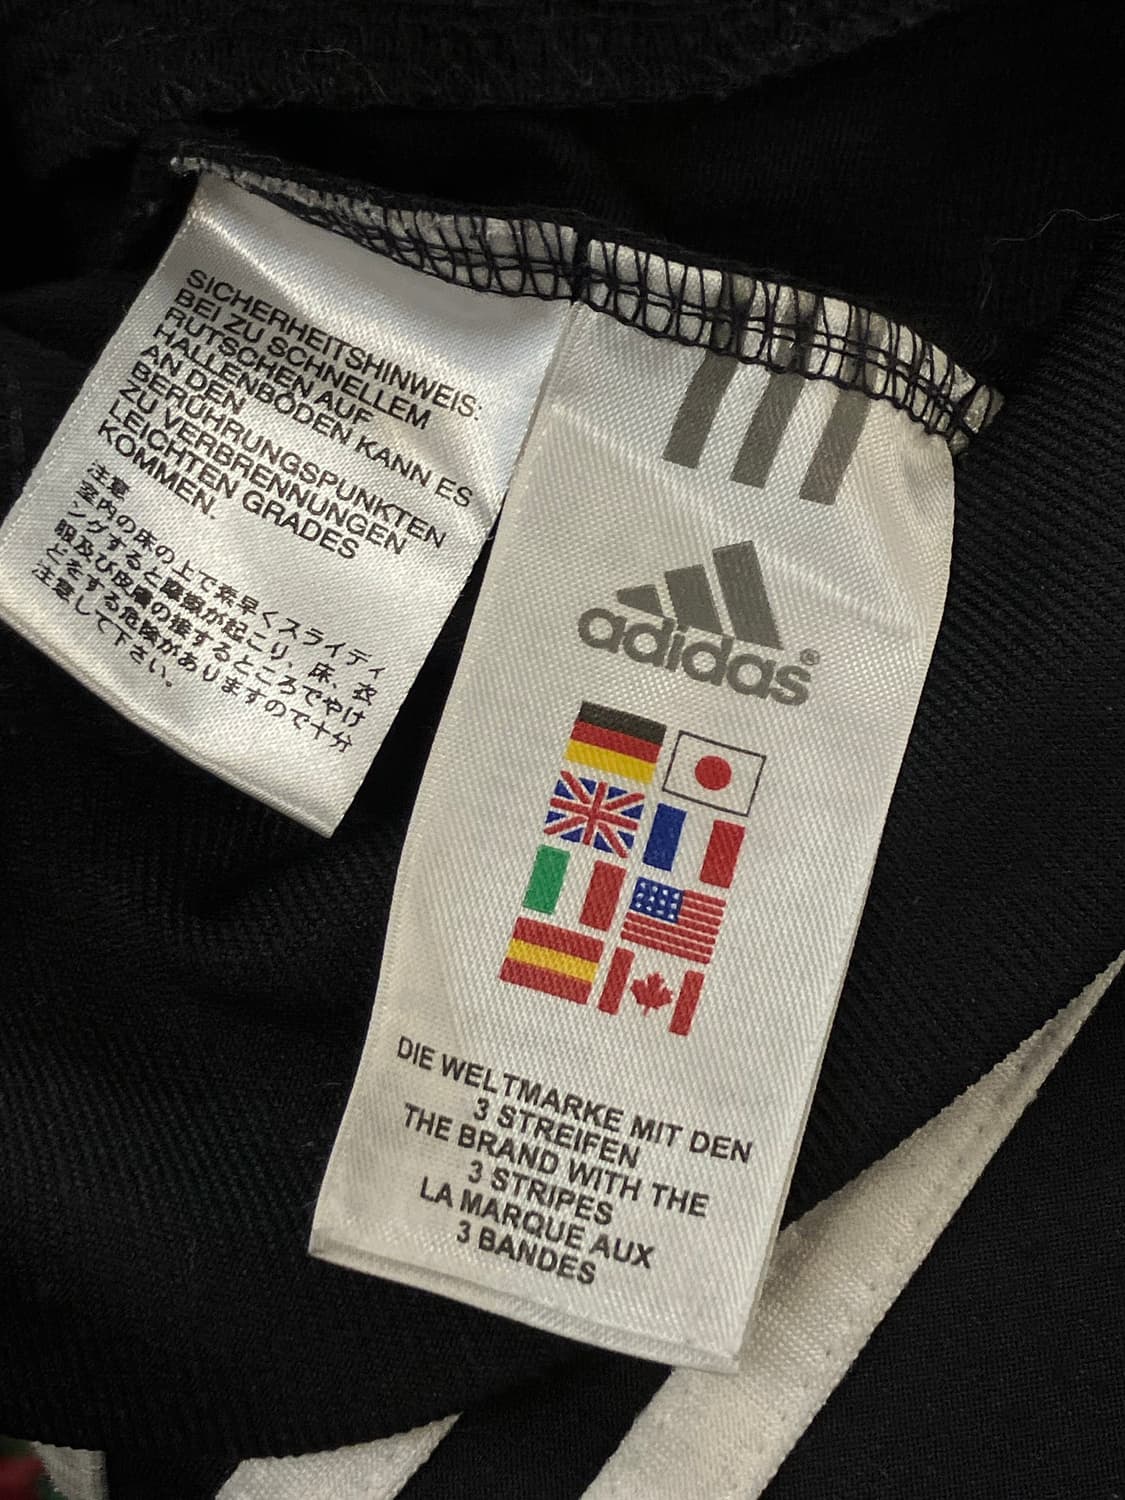 SICHERHEITSHINWEIS:
BEI ZU SCHNELLEM
RUTSCHEN AUF
HALLENBÖDEN KANN ES
AN DEN
BEIDEN
BERÜHRUNGSPUNKTEN
ZU VERBRENNUNGEN
LEICHTEN GRADES
KOMMEN.
注意
室内の床の上で素早くスライディ
ングすると摩擦が起こり、床、衣
服及び皮膚の接するところでやけ
どをする危険がありますので十分
注意して下さい。
adidas®
DIE WELTMARKE MIT DEN
3 STREIFEN
THE BRAND WITH THE
3 STRIPES
LA MARQUE AUX
3 BANDES